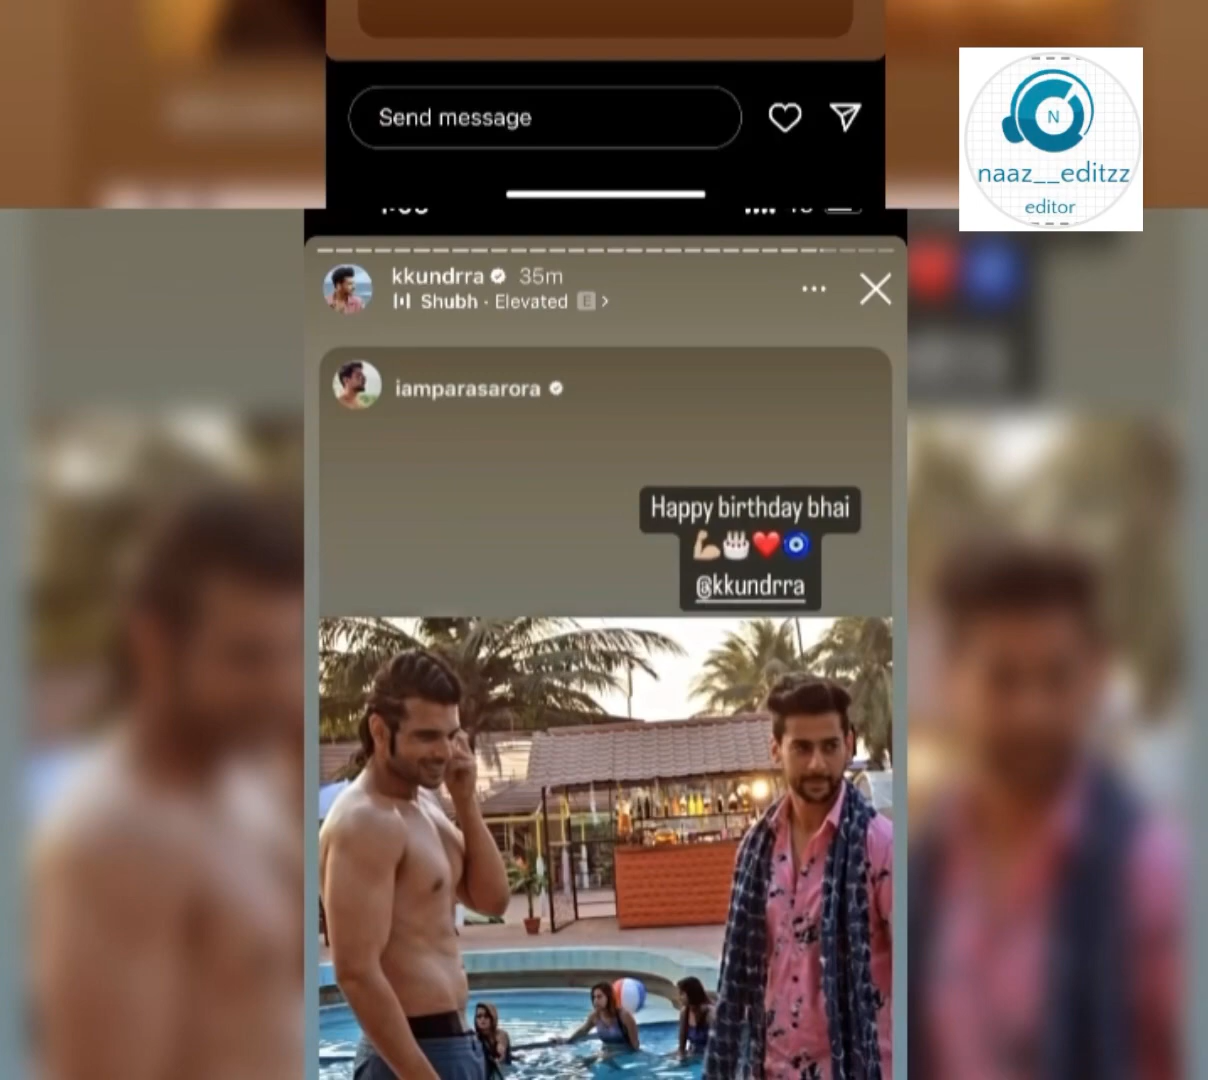 Send message
N
naaz__editzz
editor
kkundrra 35m
Shubh · Elevated E >
iamparasarora
Happy birthday bhai
💪🏼🎂❤️🧿
@kkundrra